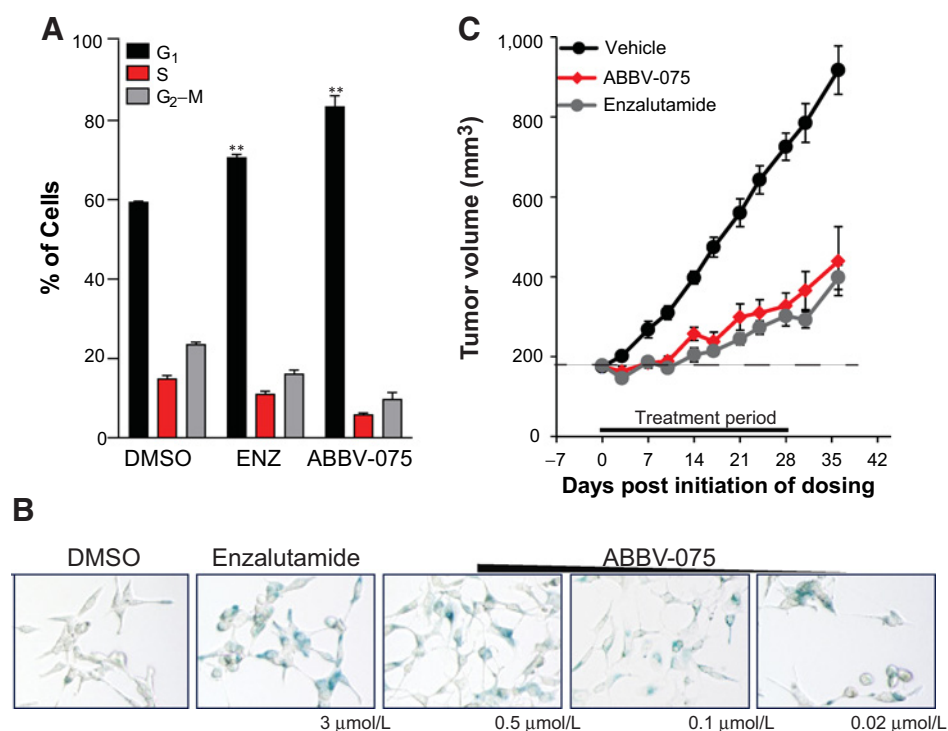 A
100
80
60
40
20
0
% of Cells
G1
S
G2–M
**
**
DMSO ENZ ABBV-075
C
1,000
800
600
400
200
0
Tumor volume (mm3)
Vehicle
ABBV-075
Enzalutamide
Treatment period
–7 0 7 14 21 28 35 42
Days post initiation of dosing
B
DMSO Enzalutamide ABBV-075
3 μmol/L 0.5 μmol/L 0.1 μmol/L 0.02 μmol/L